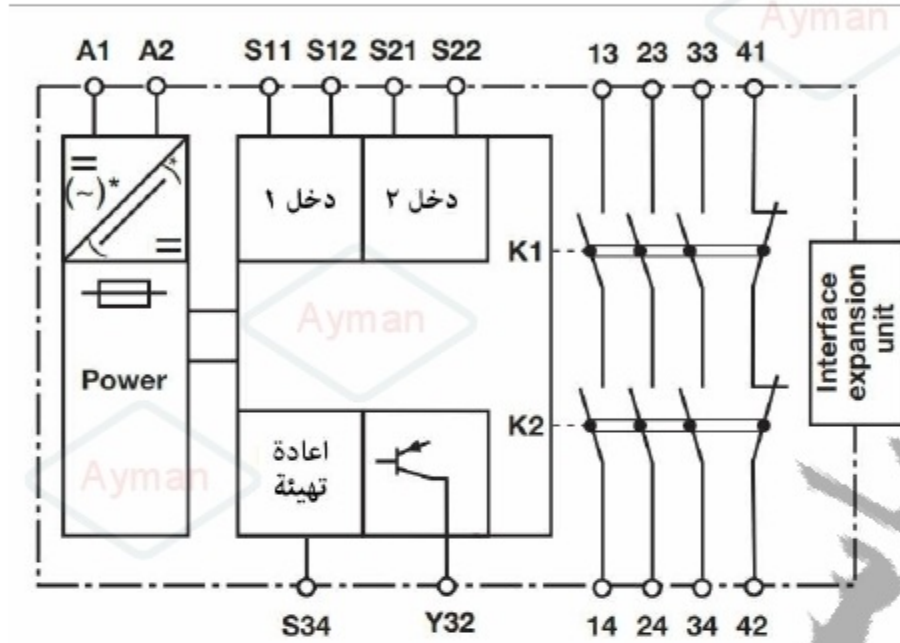 Ayman
A1 A2 S11 S12 S21 S22 13 23 33 41
=
(~)*
*
=
دخل ١
دخل ٢
K1
Ayman
Interface
expansion
unit
Power
K2
اعادة
تهيئة
Ayman
S34 Y32 14 24 34 42